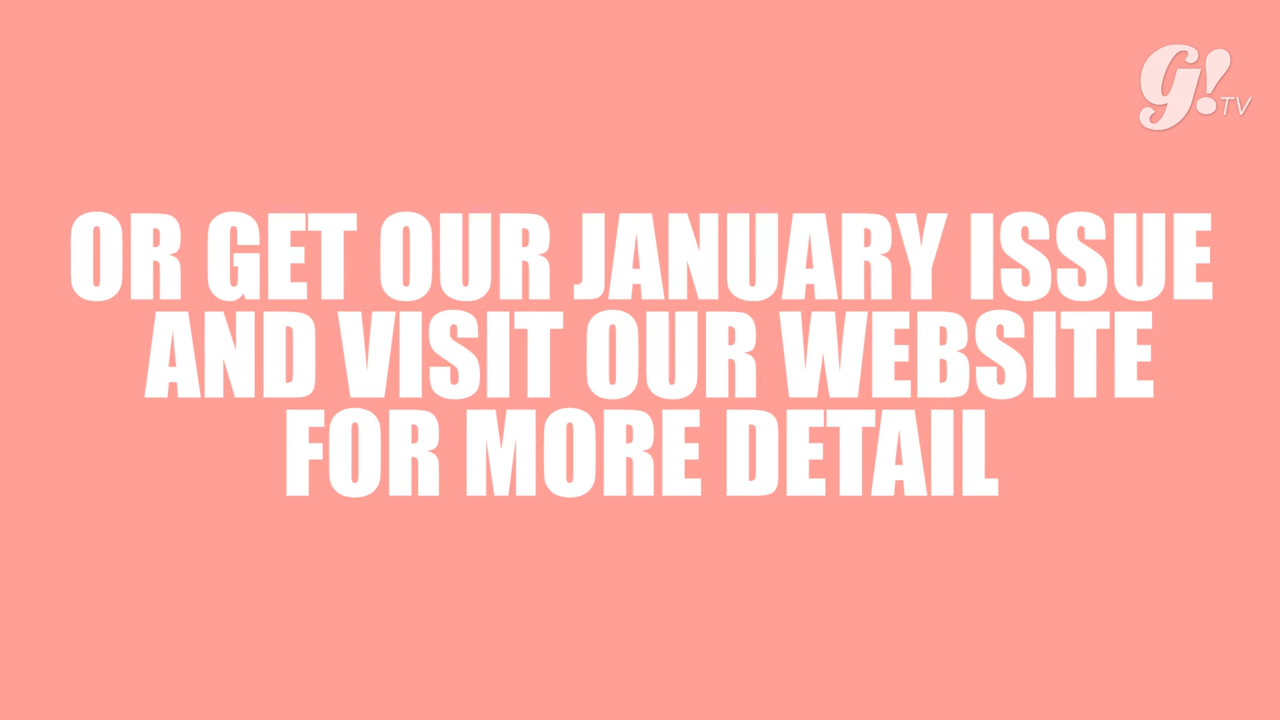 G! TV
OR GET OUR JANUARY ISSUE
AND VISIT OUR WEBSITE
FOR MORE DETAIL